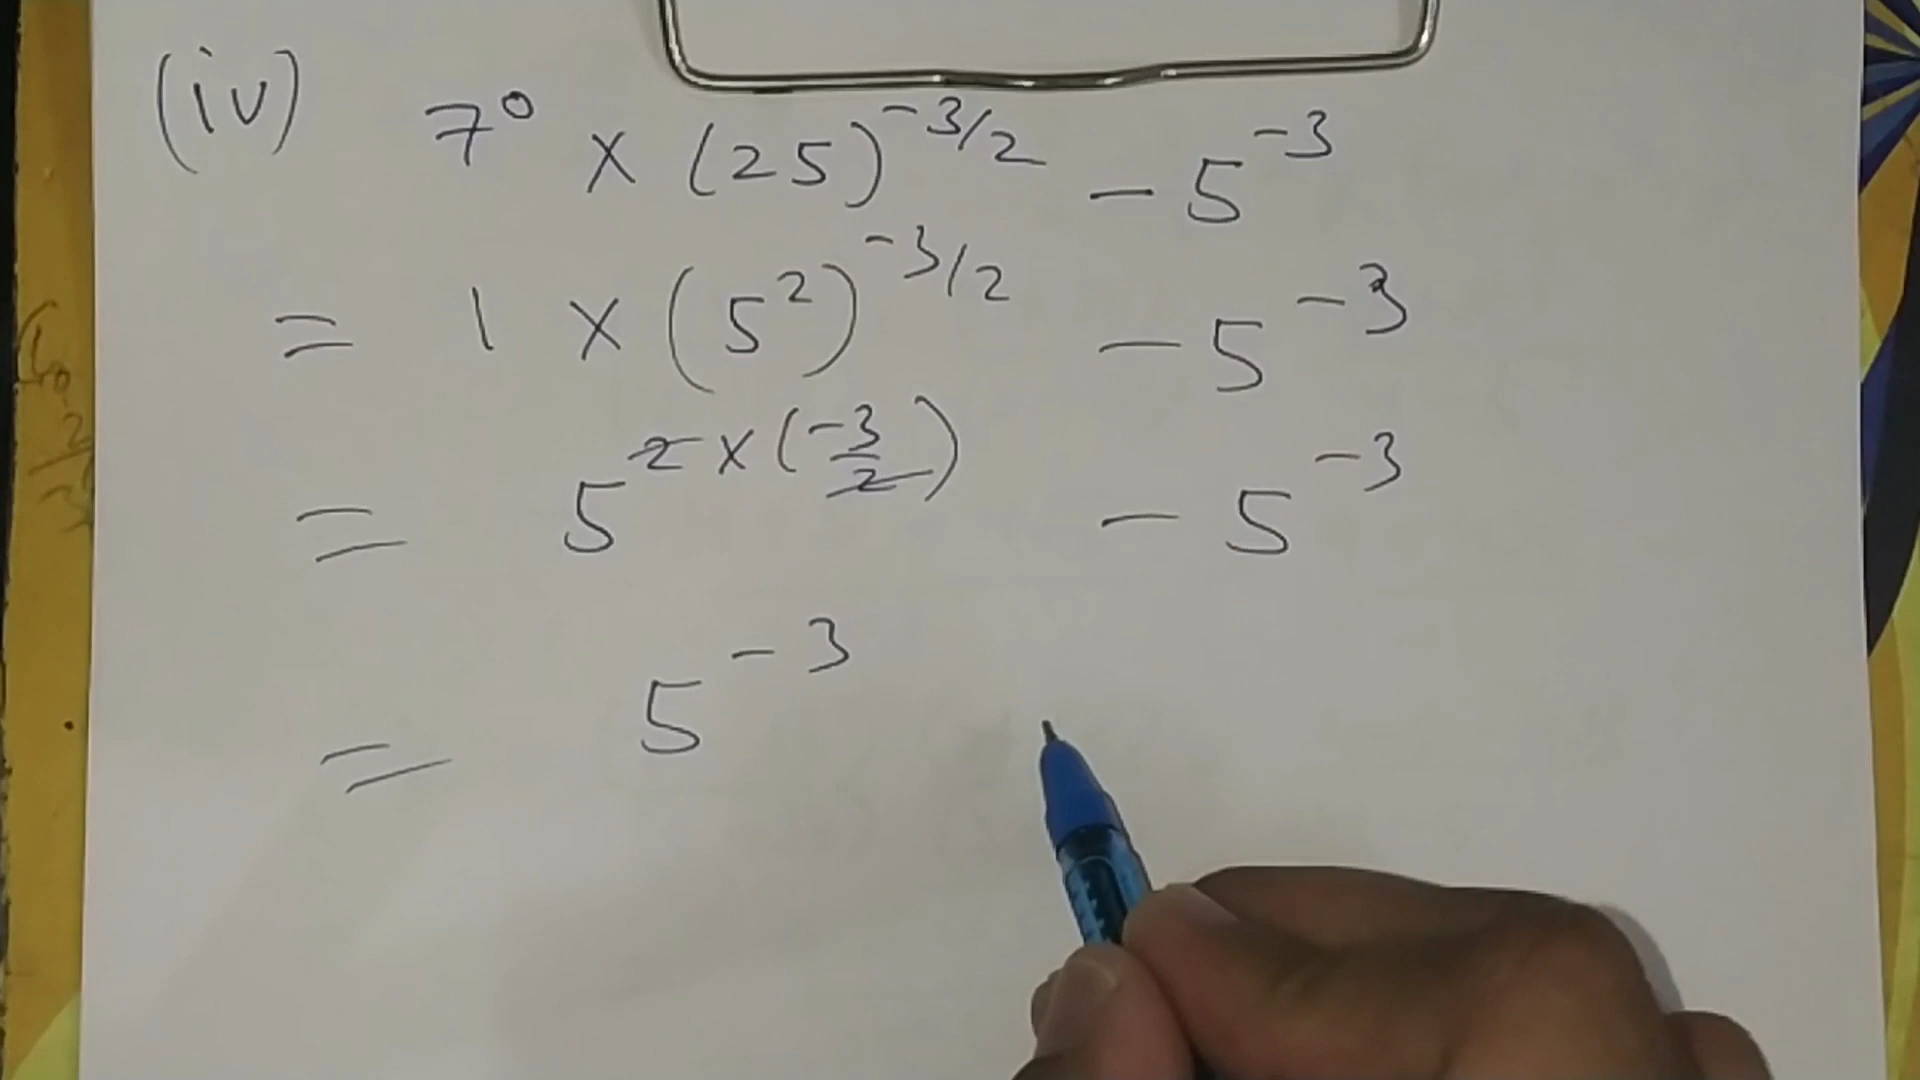 (iv) 7⁰ × (25)^{-3/2} - 5^{-3}
= 1 × (5²)^{-3/2} - 5^{-3}
= 5^{2×(-3/2)} - 5^{-3}
= 5^{-3}